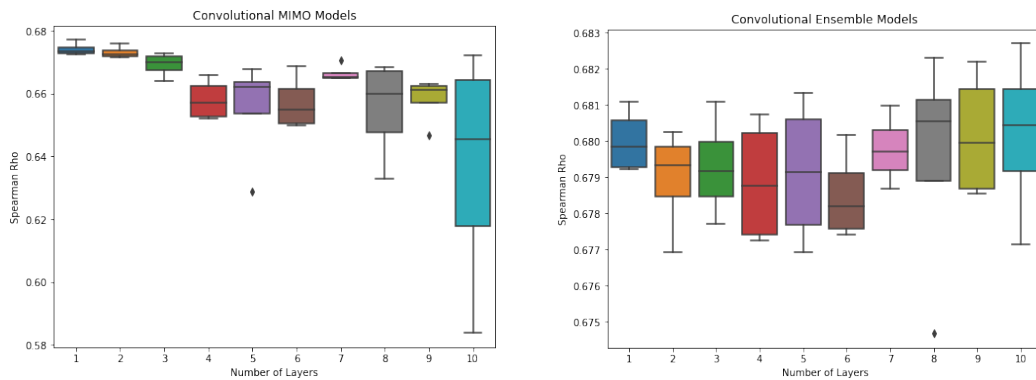 Convolutional MIMO Models
0.68
0.66
0.64
0.62
0.60
0.58
Spearman Rho
1 2 3 4 5 6 7 8 9 10
Number of Layers
Convolutional Ensemble Models
0.683
0.682
0.681
0.680
0.679
0.678
0.677
0.676
0.675
Spearman Rho
1 2 3 4 5 6 7 8 9 10
Number of Layers